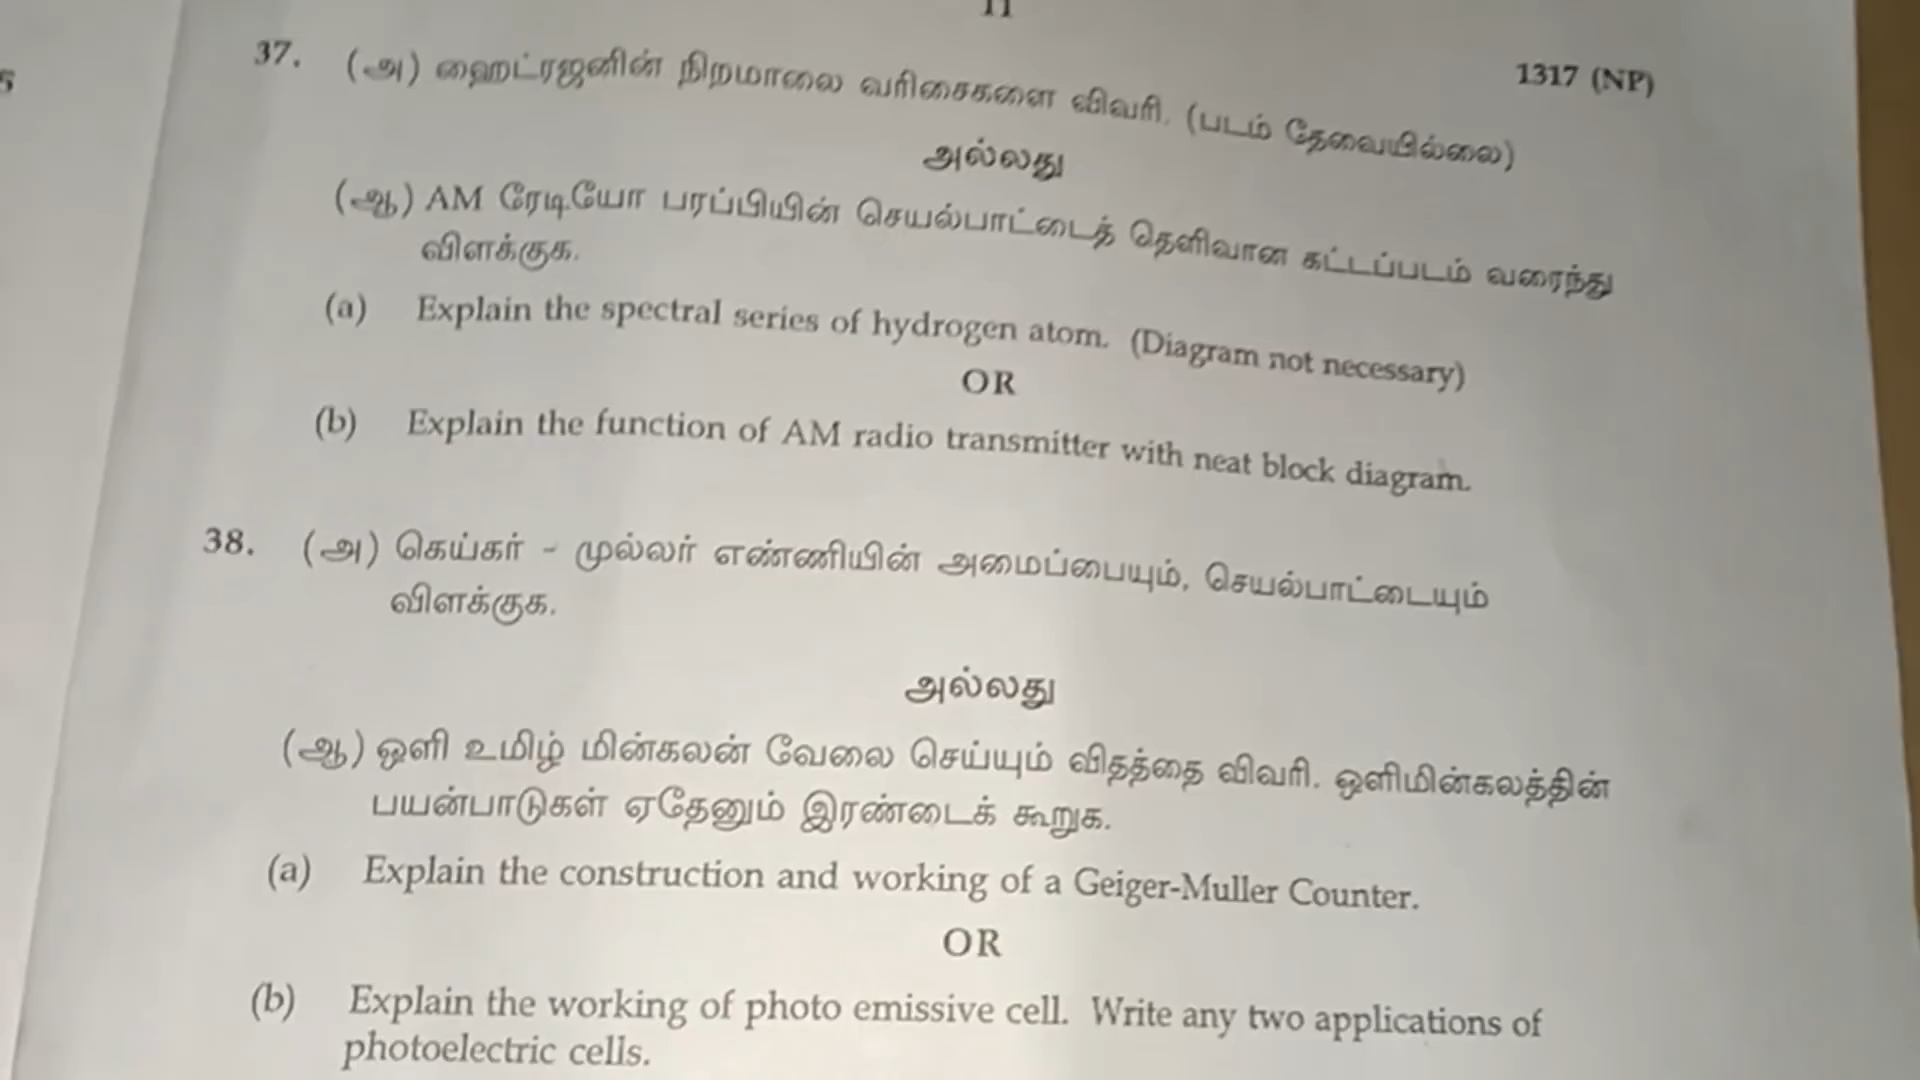 11
1317 (NP)
5
37. (அ) ஹைட்ரஜனின் நிறமாலை வரிசைகளை விவரி. (படம் தேவையில்லை)
அல்லது
(ஆ) AM ரேடியோ பரப்பியின் செயல்பாட்டைத் தெளிவான கட்டப்படம் வரைந்து
விளக்குக.
(a) Explain the spectral series of hydrogen atom. (Diagram not necessary)
OR
(b) Explain the function of AM radio transmitter with neat block diagram.
38. (அ) கெய்கர் - முல்லர் எண்ணியின் அமைப்பையும், செயல்பாட்டையும்
விளக்குக.
அல்லது
(ஆ) ஒளி உமிழ் மின்கலன் வேலை செய்யும் விதத்தை விவரி. ஒளிமின்கலத்தின்
பயன்பாடுகள் ஏதேனும் இரண்டைக் கூறுக.
(a) Explain the construction and working of a Geiger-Muller Counter.
OR
(b) Explain the working of photo emissive cell. Write any two applications of
photoelectric cells.